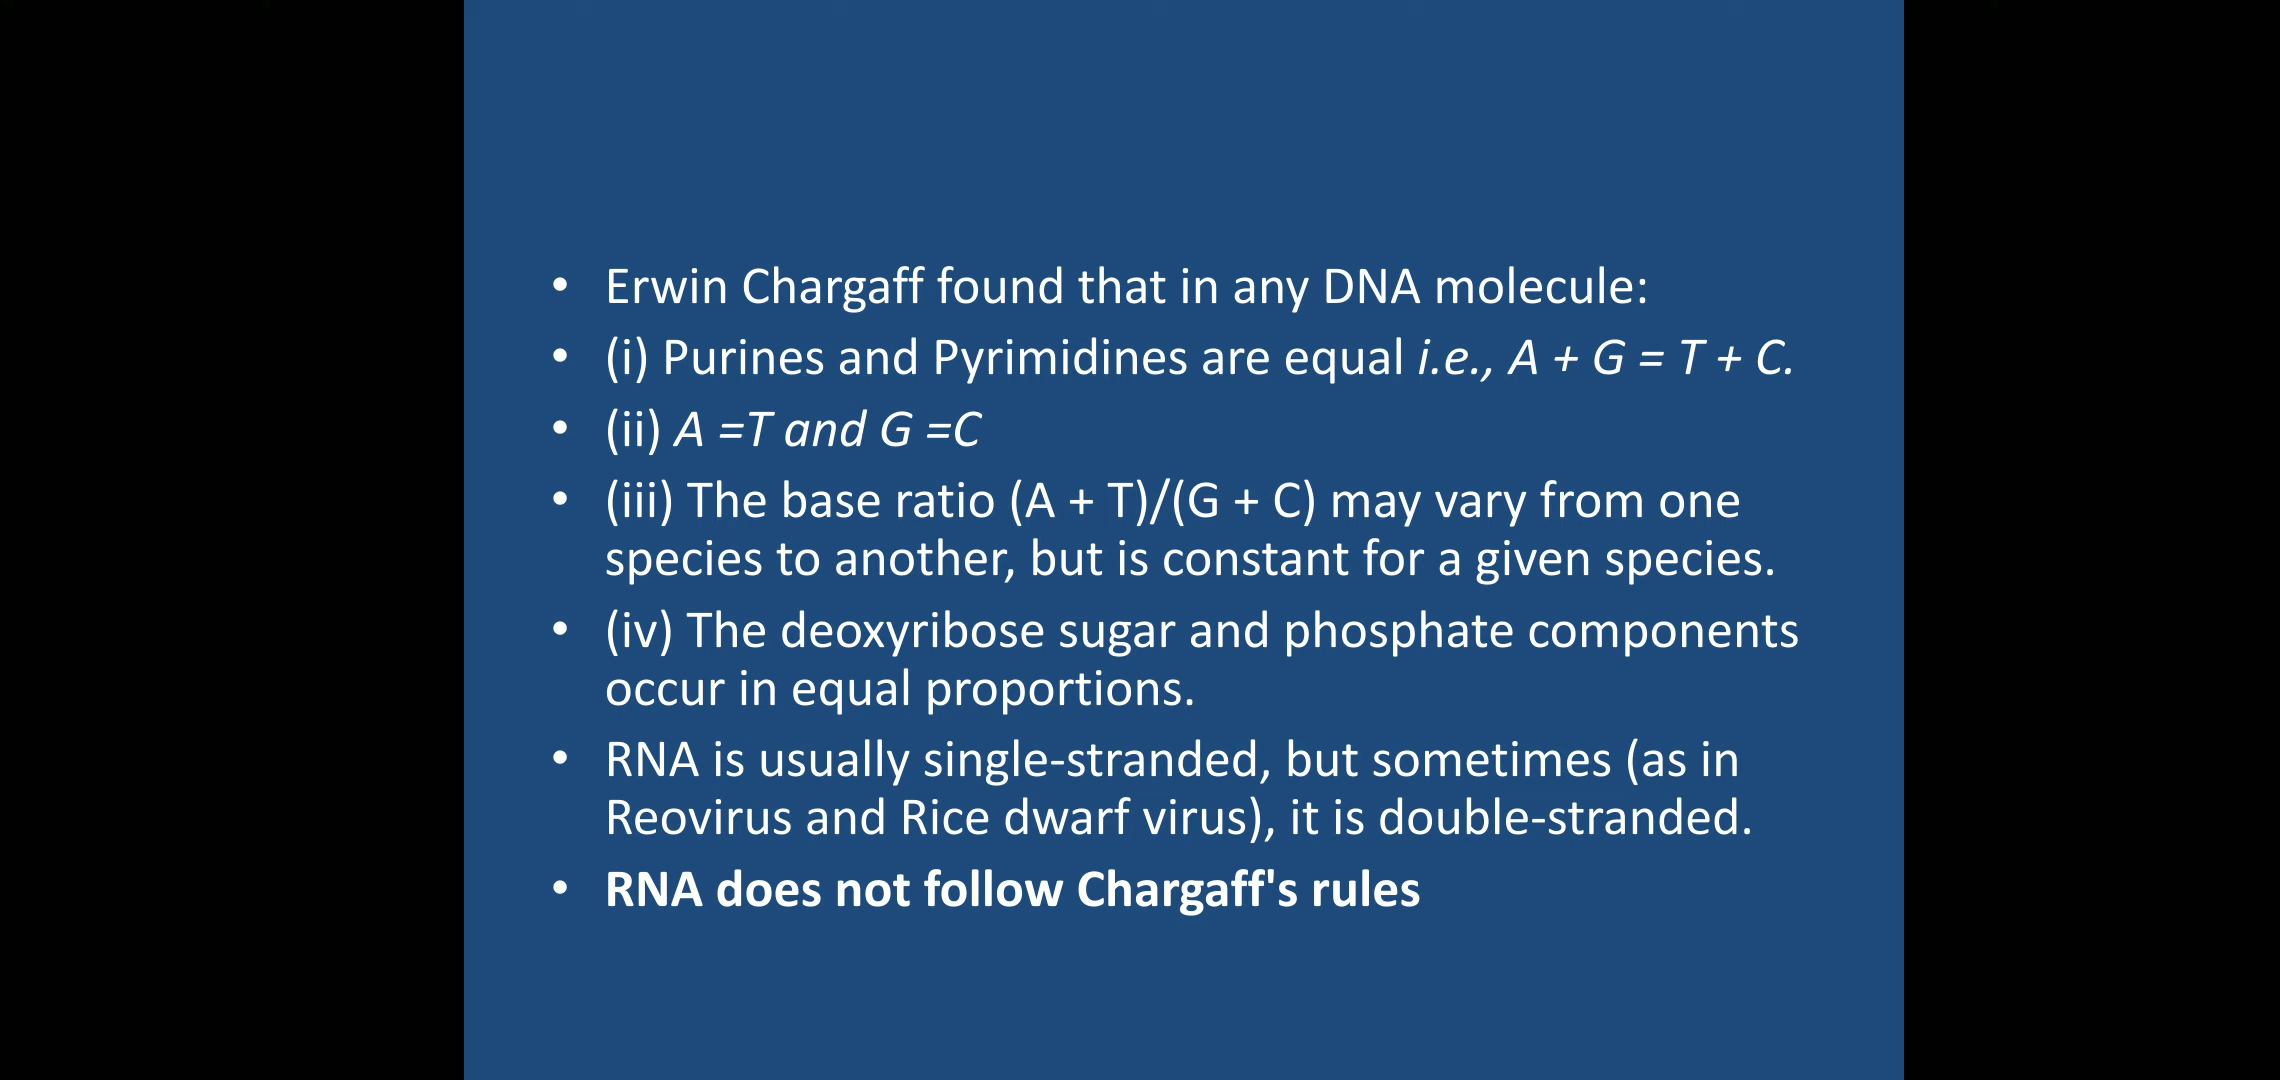 • Erwin Chargaff found that in any DNA molecule:
• (i) Purines and Pyrimidines are equal i.e., A + G = T + C.
• (ii) A =T and G =C
• (iii) The base ratio (A + T)/(G + C) may vary from one
species to another, but is constant for a given species.
• (iv) The deoxyribose sugar and phosphate components
occur in equal proportions.
• RNA is usually single-stranded, but sometimes (as in
Reovirus and Rice dwarf virus), it is double-stranded.
• RNA does not follow Chargaff's rules